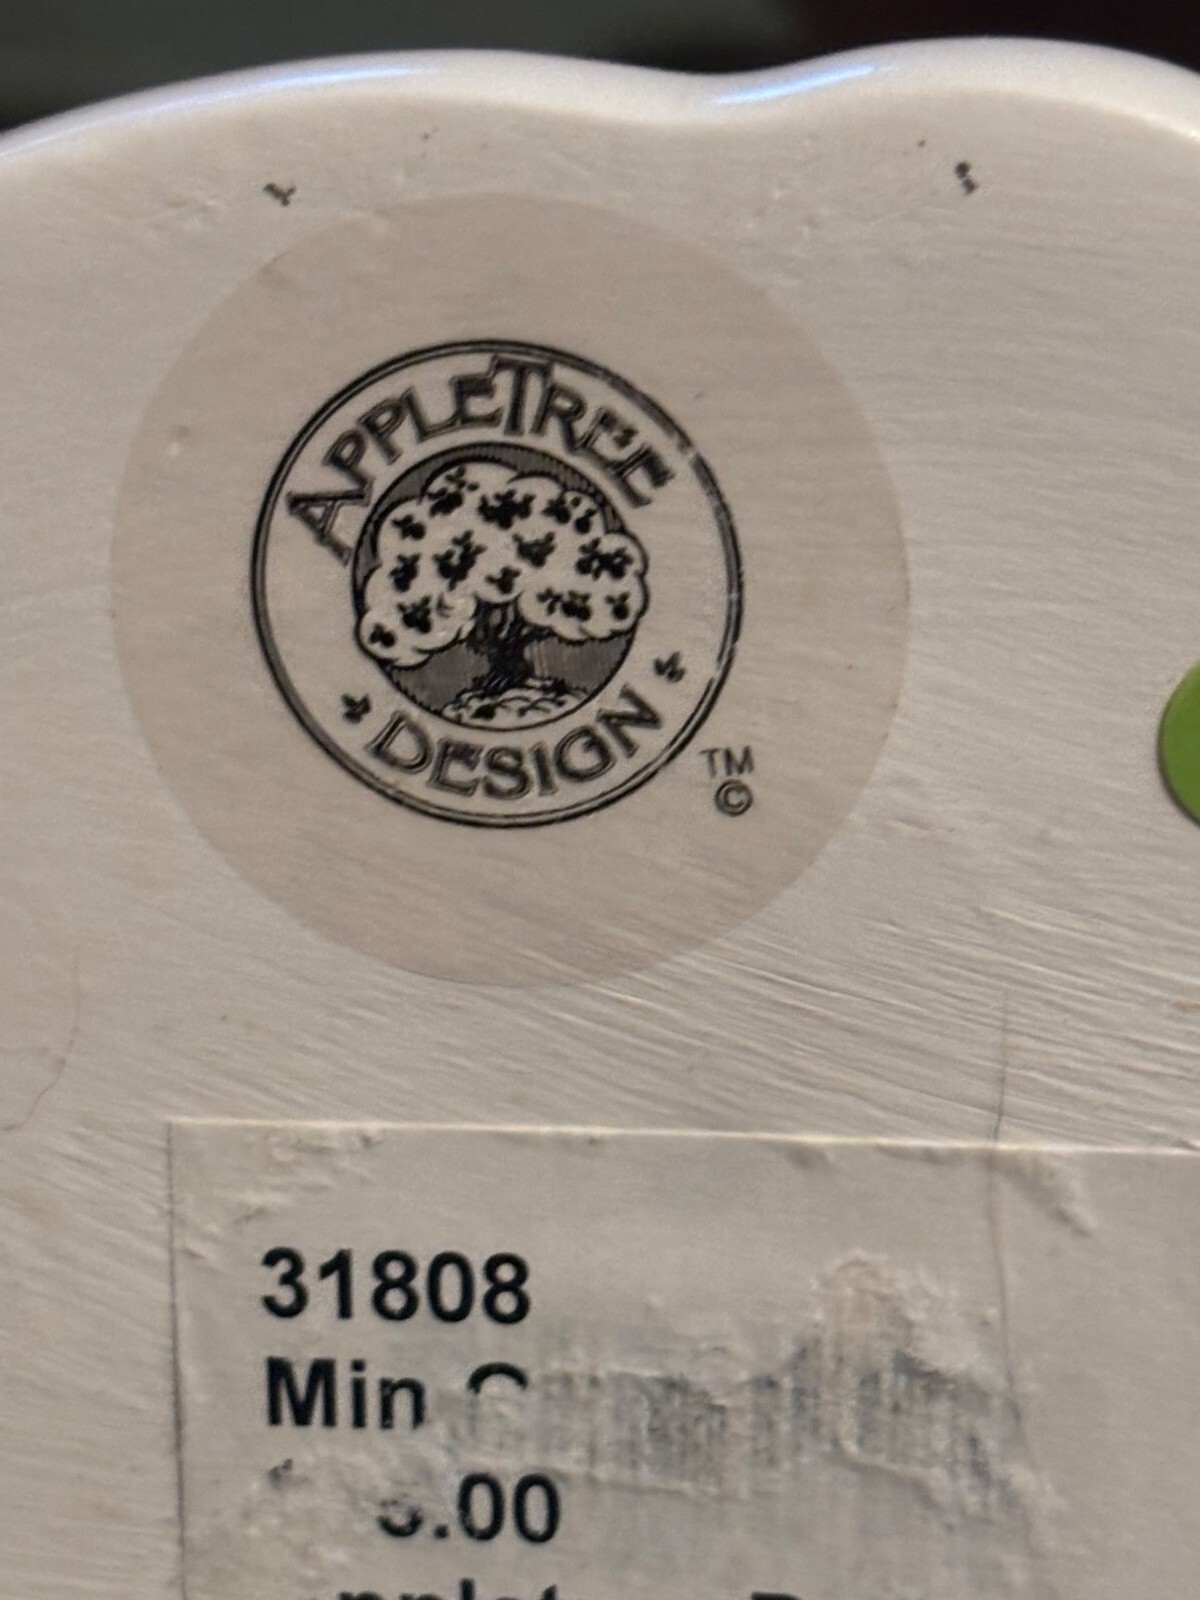 APPLETREE
DESIGN
TM
©
31808
Min
.00